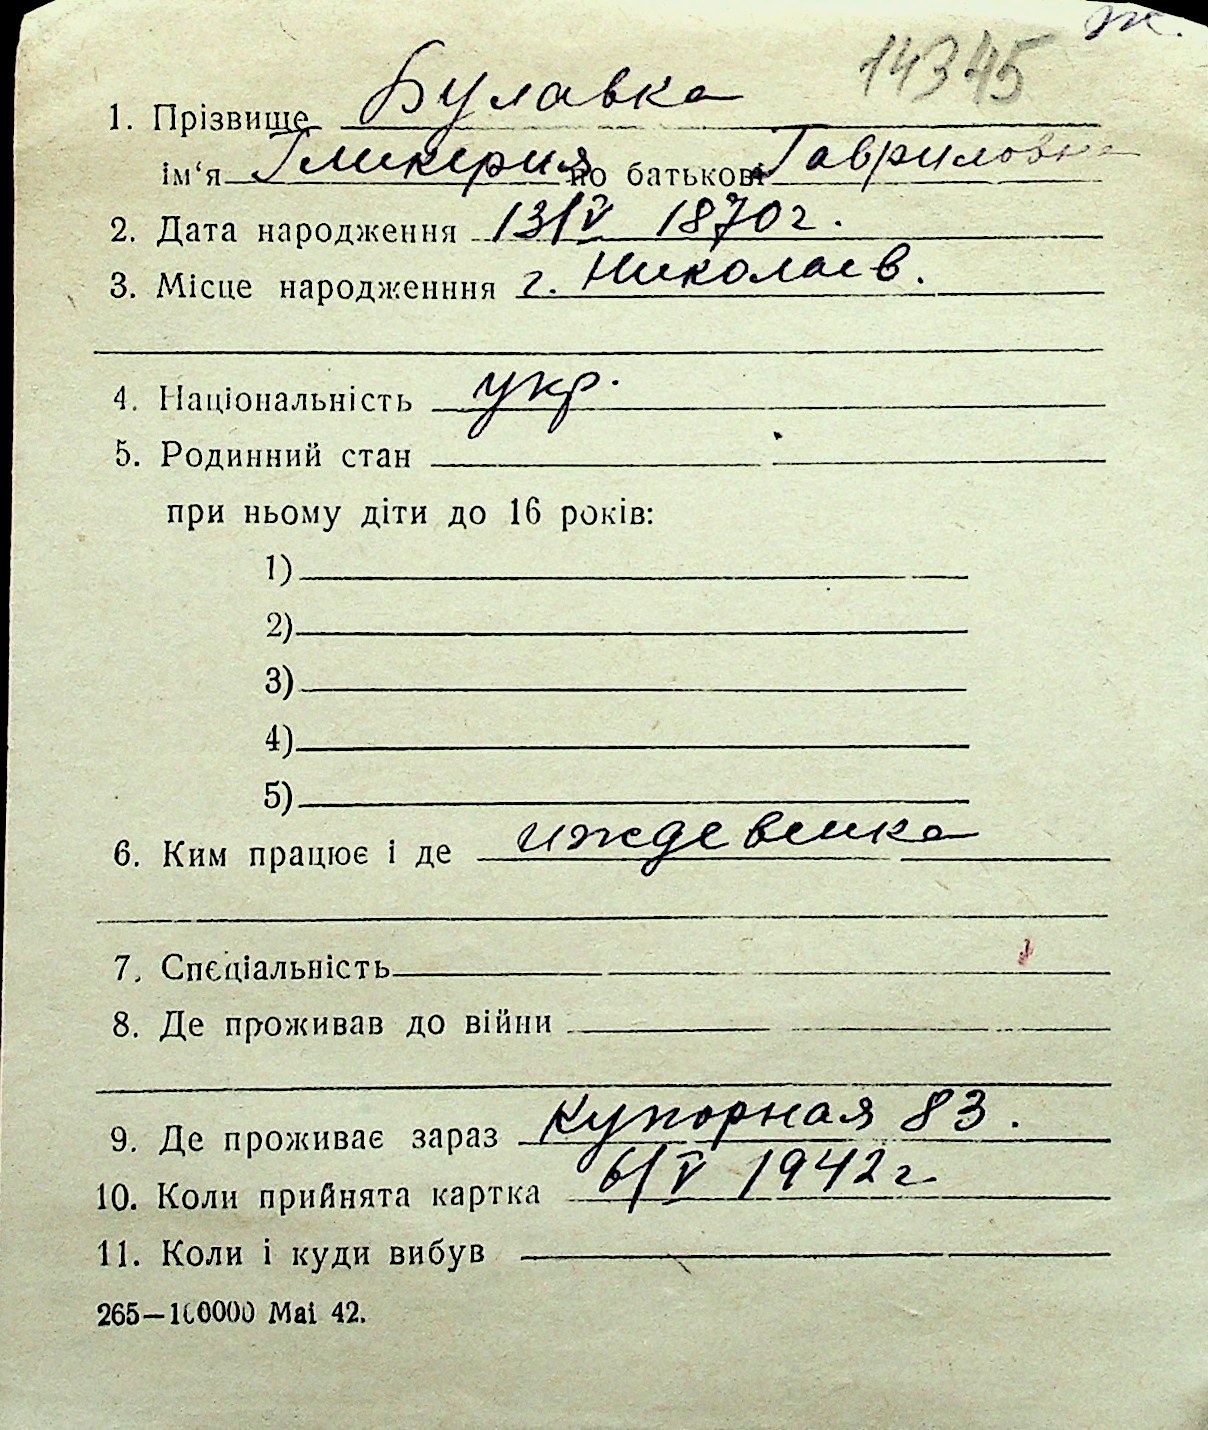 ж.
14345
1. Прізвище Булавка
ім‘я Гликерия по батькові Гавриловна
2. Дата народження 13/V 1870 г.
3. Місце народженння г. Николаев.
4. Національність укр.
5. Родинний стан
при ньому діти до 16 років:
1)
2)
3)
4)
5)
6. Ким працює і де иждевенка
7. Спєціальність
8. Де проживав до війни
9. Де проживає зараз Купорная 83.
10. Коли прийнята картка 6/V 1942 г
11. Коли і куди вибув
265—100000 Mai 42.